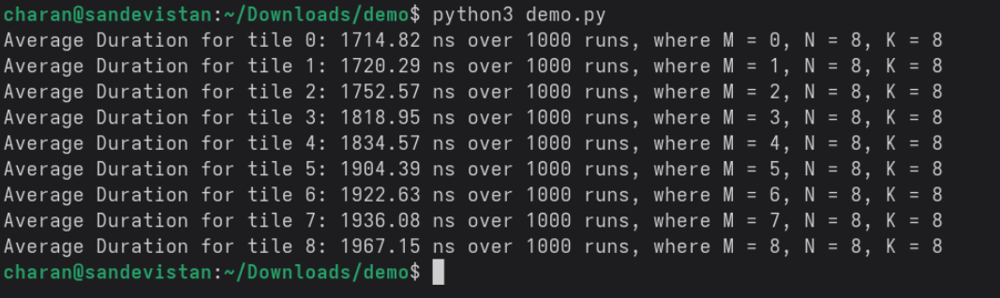 charan@sandevistan:~/Downloads/demo$ python3 demo.py
Average Duration for tile 0: 1714.82 ns over 1000 runs, where M = 0, N = 8, K = 8
Average Duration for tile 1: 1720.29 ns over 1000 runs, where M = 1, N = 8, K = 8
Average Duration for tile 2: 1752.57 ns over 1000 runs, where M = 2, N = 8, K = 8
Average Duration for tile 3: 1818.95 ns over 1000 runs, where M = 3, N = 8, K = 8
Average Duration for tile 4: 1834.57 ns over 1000 runs, where M = 4, N = 8, K = 8
Average Duration for tile 5: 1904.39 ns over 1000 runs, where M = 5, N = 8, K = 8
Average Duration for tile 6: 1922.63 ns over 1000 runs, where M = 6, N = 8, K = 8
Average Duration for tile 7: 1936.08 ns over 1000 runs, where M = 7, N = 8, K = 8
Average Duration for tile 8: 1967.15 ns over 1000 runs, where M = 8, N = 8, K = 8
charan@sandevistan:~/Downloads/demo$